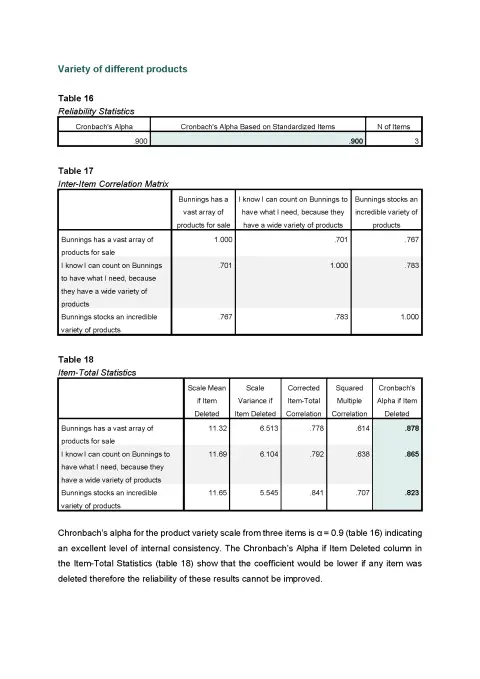 Variety of different products
Table 16
Reliability Statistics
Cronbach's Alpha Cronbach's Alpha Based on Standardized Items N of Items
.900 .900 3
Table 17
Inter-Item Correlation Matrix
Bunnings has a I know I can count on Bunnings to Bunnings stocks an
vast array of have what I need, because they incredible variety of
products for sale have a wide variety of products products
Bunnings has a vast array of 1.000 .701 .767
products for sale
I know I can count on Bunnings .701 1.000 .783
to have what I need, because
they have a wide variety of
products
Bunnings stocks an incredible .767 .783 1.000
variety of products
Table 18
Item-Total Statistics
Scale Mean Scale Corrected Squared Cronbach's
if Item Variance if Item-Total Multiple Alpha if Item
Deleted Item Deleted Correlation Correlation Deleted
Bunnings has a vast array of 11.32 6.513 .778 .614 .878
products for sale
I know I can count on Bunnings to 11.69 6.104 .792 .638 .865
have what I need, because they
have a wide variety of products
Bunnings stocks an incredible 11.65 5.545 .841 .707 .823
variety of products
Chronbach's alpha for the product variety scale from three items is α = 0.9 (table 16) indicating
an excellent level of internal consistency. The Chronbach's Alpha if Item Deleted column in
the Item-Total Statistics (table 18) show that the coefficient would be lower if any item was
deleted therefore the reliability of these results cannot be improved.